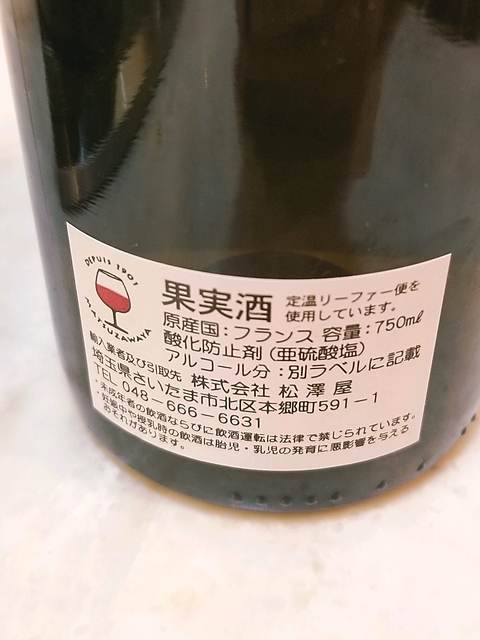 DEPUIS 1901
MATSUZAWAYA
果実酒 定温リーファー便を
使用しています。
原産国：フランス 容量：750ml
酸化防止剤（亜硫酸塩）
アルコール分：別ラベルに記載
輸入業者及び引取先 株式会社 松澤屋
埼玉県さいたま市北区本郷町591-1
TEL 048-666-6631
・未成年者の飲酒ならびに飲酒運転は法律で禁じられています。
・妊娠中や授乳時の飲酒は胎児・乳児の発育に悪影響を与える
おそれがあります。